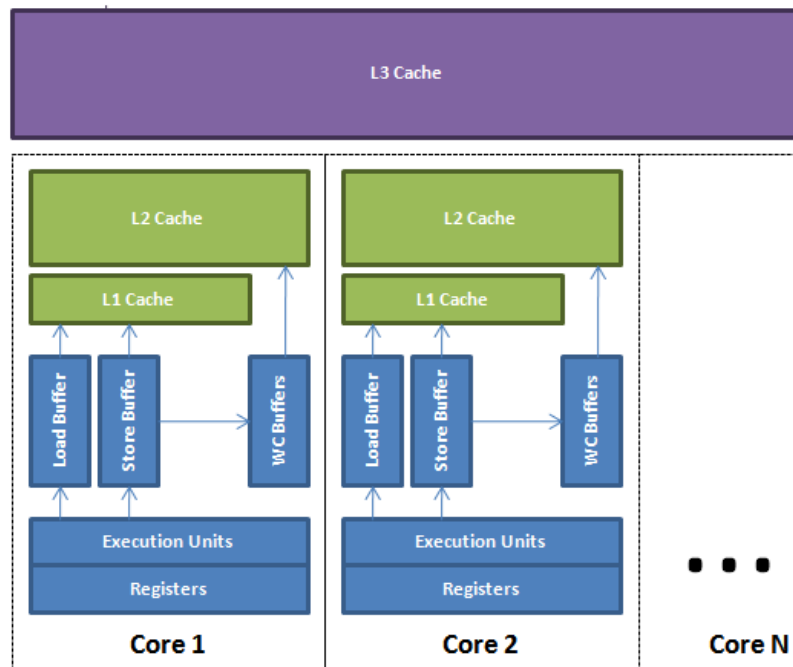 L3 Cache
L2 Cache
L1 Cache
Load Buffer
Store Buffer
WC Buffers
Execution Units
Registers
Core 1
L2 Cache
L1 Cache
Load Buffer
Store Buffer
WC Buffers
Execution Units
Registers
Core 2
...
Core N